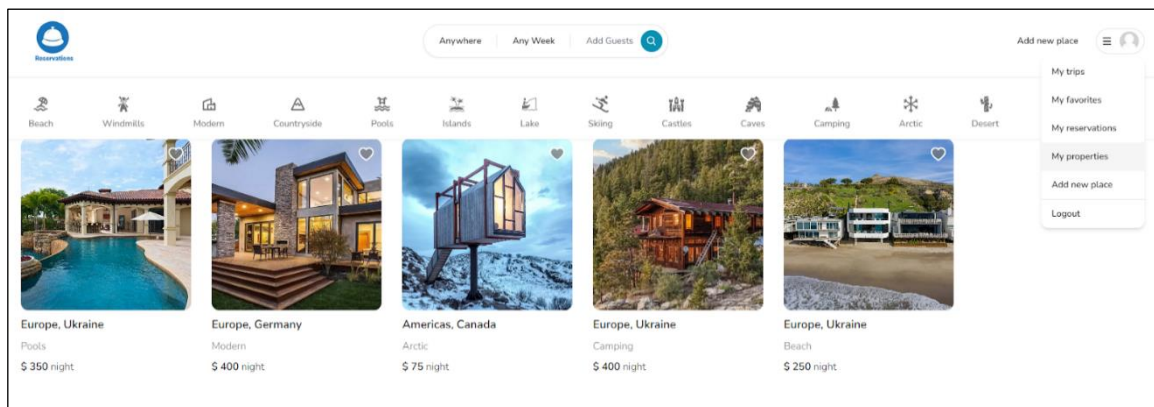 Reservations
Anywhere Any Week Add Guests
Add new place
My trips
My favorites
My reservations
My properties
Add new place
Logout
Beach Windmills Modern Countryside Pools Islands Lake Skiing Castles Caves Camping Arctic Desert
Europe, Ukraine
Pools
$ 350 night
Europe, Germany
Modern
$ 400 night
Americas, Canada
Arctic
$ 75 night
Europe, Ukraine
Camping
$ 400 night
Europe, Ukraine
Beach
$ 250 night